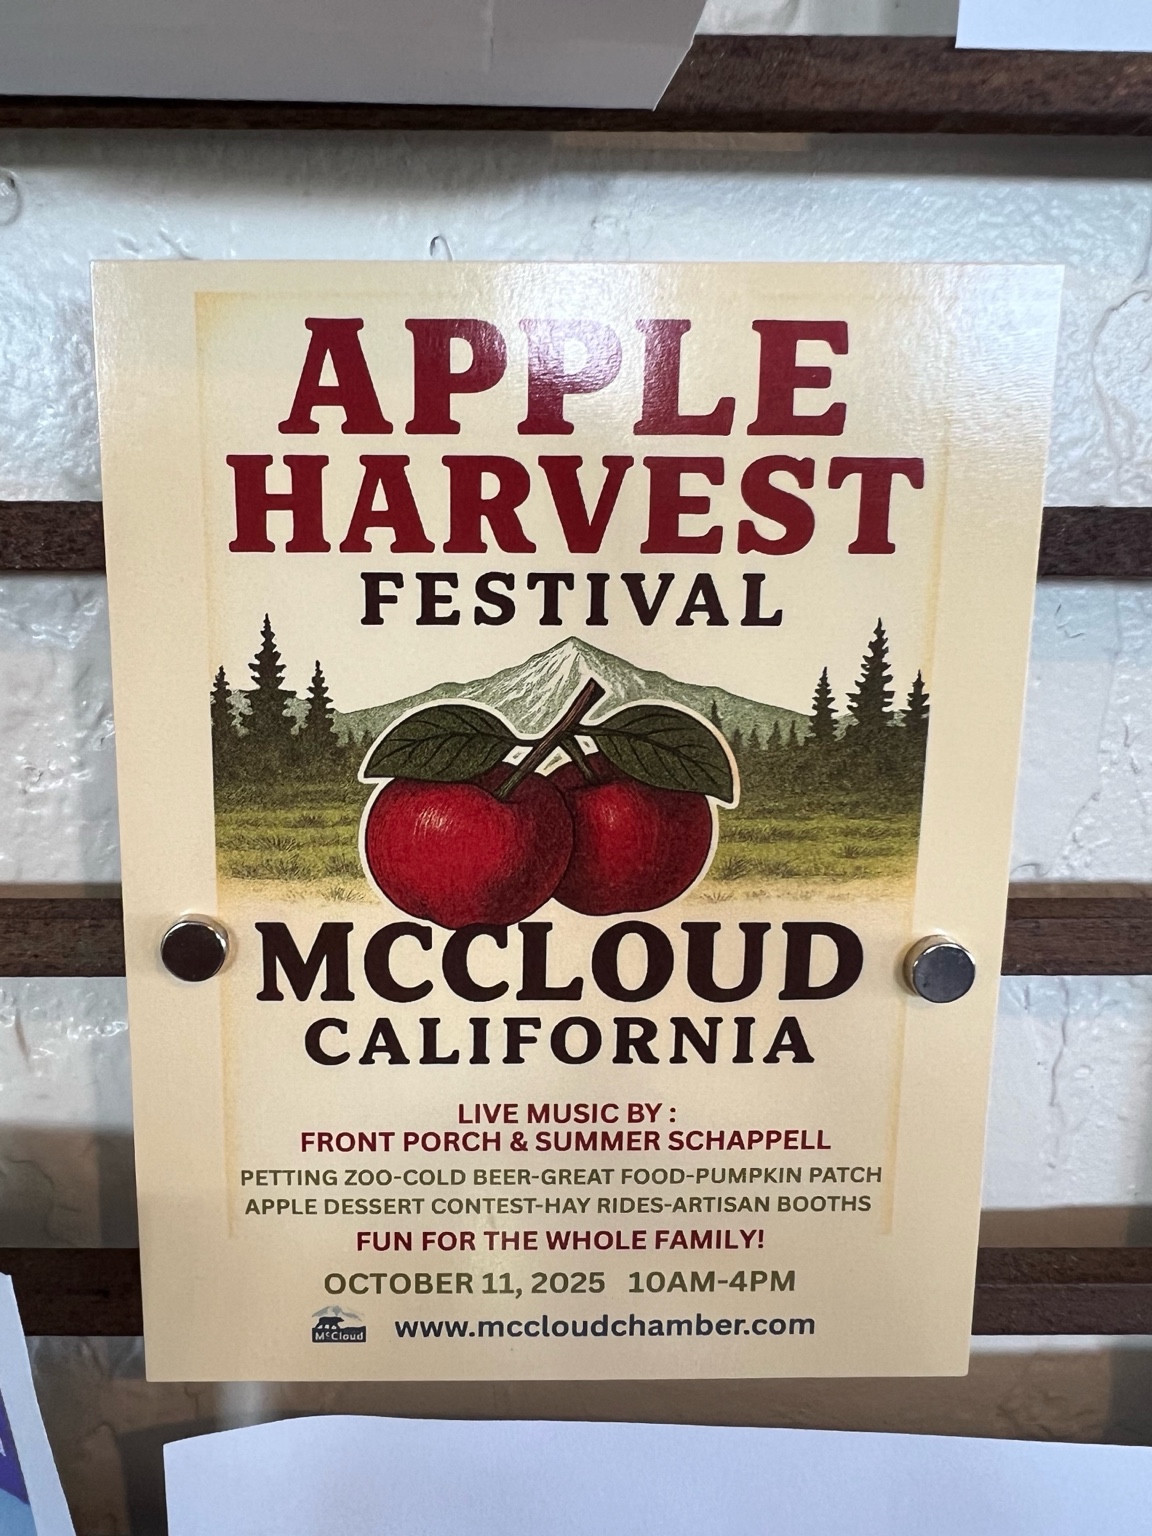 APPLE
HARVEST
FESTIVAL
MCCLOUD
CALIFORNIA
LIVE MUSIC BY :
FRONT PORCH & SUMMER SCHAPPELL
PETTING ZOO-COLD BEER-GREAT FOOD-PUMPKIN PATCH
APPLE DESSERT CONTEST-HAY RIDES-ARTISAN BOOTHS
FUN FOR THE WHOLE FAMILY!
OCTOBER 11, 2025 10AM-4PM
McCloud
www.mccloudchamber.com